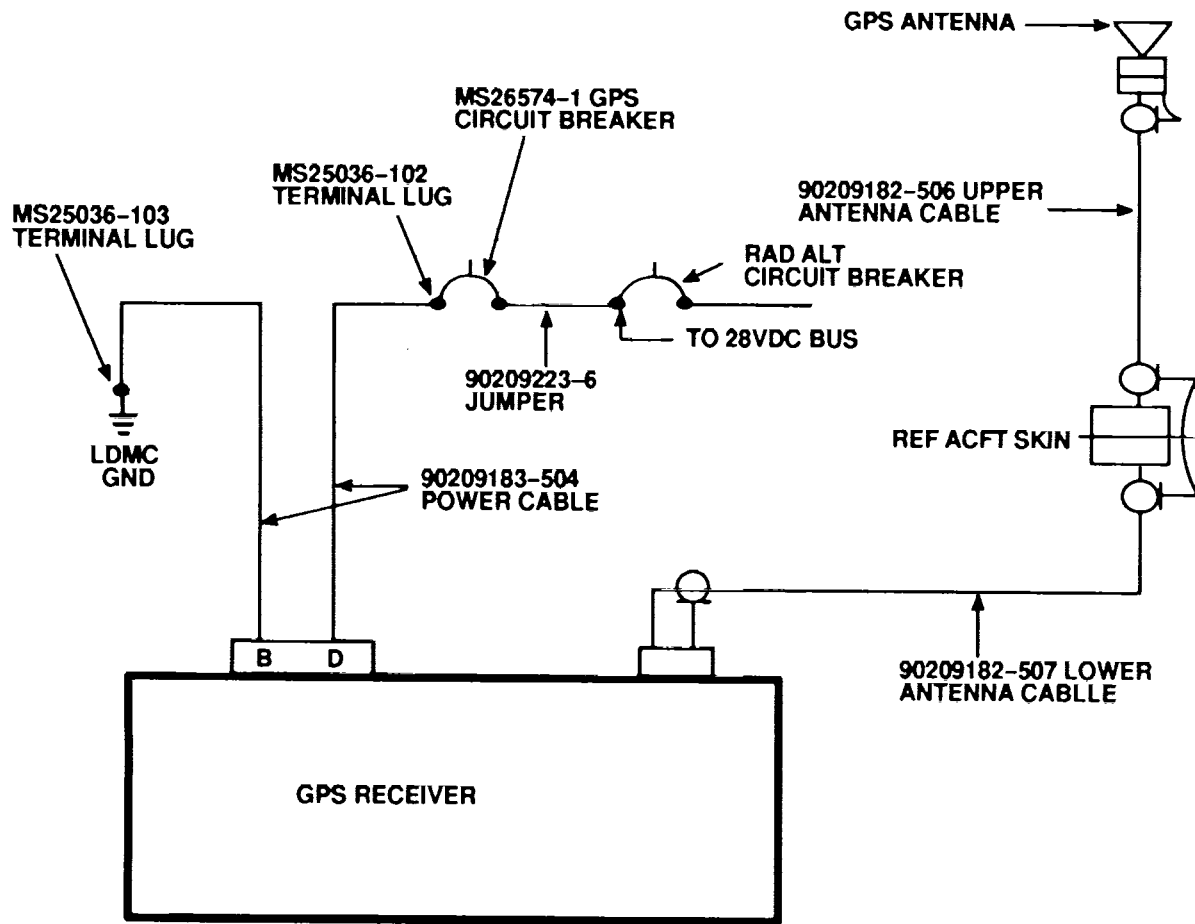 GPS ANTENNA
MS26574-1 GPS
CIRCUIT BREAKER
MS25036-102
TERMINAL LUG
MS25036-103
TERMINAL LUG
90209182-506 UPPER
ANTENNA CABLE
RAD ALT
CIRCUIT BREAKER
TO 28VDC BUS
90209223-6
JUMPER
REF ACFT SKIN
LDMC
GND
90209183-504
POWER CABLE
B D
90209182-507 LOWER
ANTENNA CABLLE
GPS RECEIVER